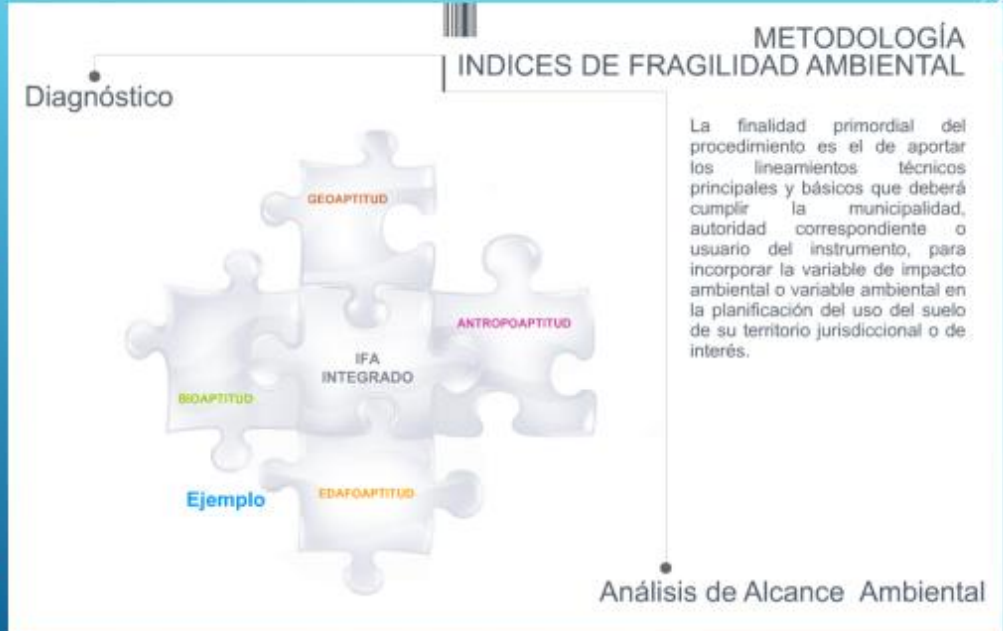 METODOLOGÍA
INDICES DE FRAGILIDAD AMBIENTAL
Diagnóstico
La finalidad primordial del
procedimiento es el de aportar
los lineamientos técnicos
principales y básicos que deberá
cumplir la municipalidad,
autoridad correspondiente o
usuario del instrumento, para
incorporar la variable de impacto
ambiental o variable ambiental en
la planificación del uso del suelo
de su territorio jurisdiccional o de
interés.
GEOAPTITUD
ANTROPOAPTITUD
IFA
INTEGRADO
BIOAPTITUD
EDAFOAPTITUD
Ejemplo
Análisis de Alcance Ambiental